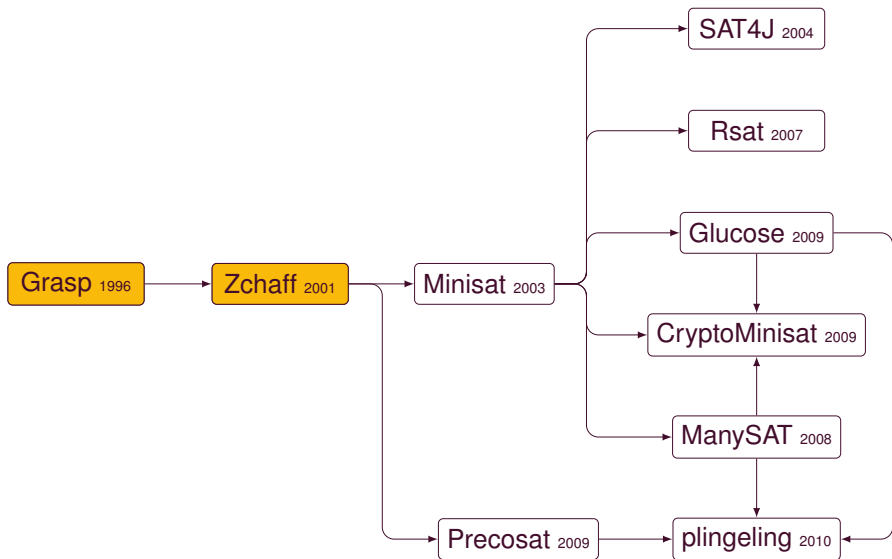 SAT4J 2004
Rsat 2007
Glucose 2009
Grasp 1996
Zchaff 2001
Minisat 2003
CryptoMinisat 2009
ManySAT 2008
Precosat 2009
plingeling 2010